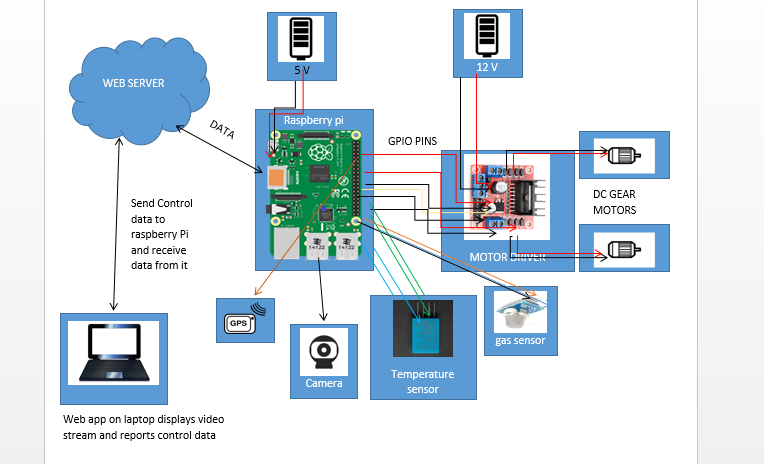 5 V
12 V
WEB SERVER
Raspberry pi
DATA
GPIO PINS
DC GEAR
MOTORS
Send Control
data to
raspberry Pi
and receive
data from it
14122
14122
MOTOR DRIVER
GPS
gas sensor
Camera
Temperature
sensor
Web app on laptop displays video
stream and reports control data